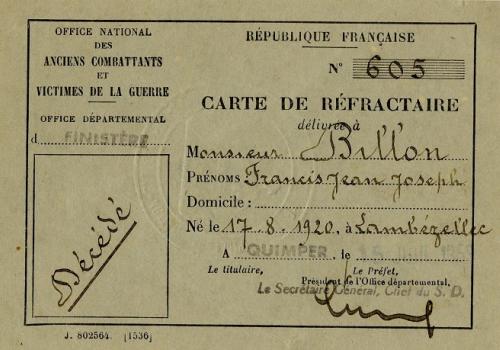 OFFICE NATIONAL
DES
ANCIENS COMBATTANTS
ET
VICTIMES DE LA GUERRE
OFFICE DÉPARTEMENTAL
d FINISTÈRE
Décédé
RÉPUBLIQUE FRANÇAISE
N° 605
CARTE DE RÉFRACTAIRE
délivrée à
Monsieur Billon
PRÉNOMS Francis Jean Joseph
Domicile :
Né le 17.8.1920. à Lambézellec
A QUIMPER, le
Le titulaire, Le Préfet,
Président de l'Office départemental.
Le Secrétaire Général, Chef du S.D.
J. 802564. [1536]